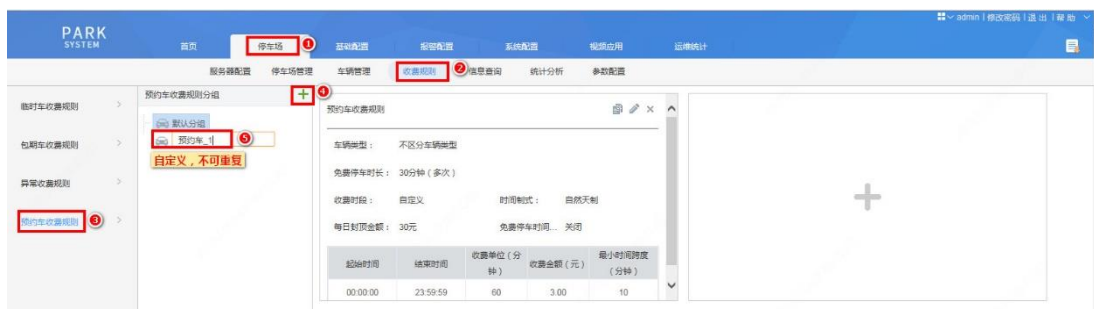 admin | 修改密码 | 退 出 | 帮 助
PARK
SYSTEM
首页 停车场 1 基础配置 报警配置 系统配置 视频应用 运维统计
服务器配置 停车场管理 车辆管理 收费规则 2 信息查询 统计分析 参数配置
临时车收费规则
包期车收费规则
异常收费规则
预约车收费规则 3
预约车收费规则分组 + 4
默认分组
预约车_1 5
自定义，不可重复
预约车收费规则
车辆类型： 不区分车辆类型
免费停车时长： 30分钟（多次）
收费时段： 自定义 时间制式： 自然天制
每日封顶金额： 30元 免费停车时间... 关闭
起始时间 结束时间 收费单位（分钟） 收费金额（元） 最小时间跨度（分钟）
00:00:00 23:59:59 60 3.00 10